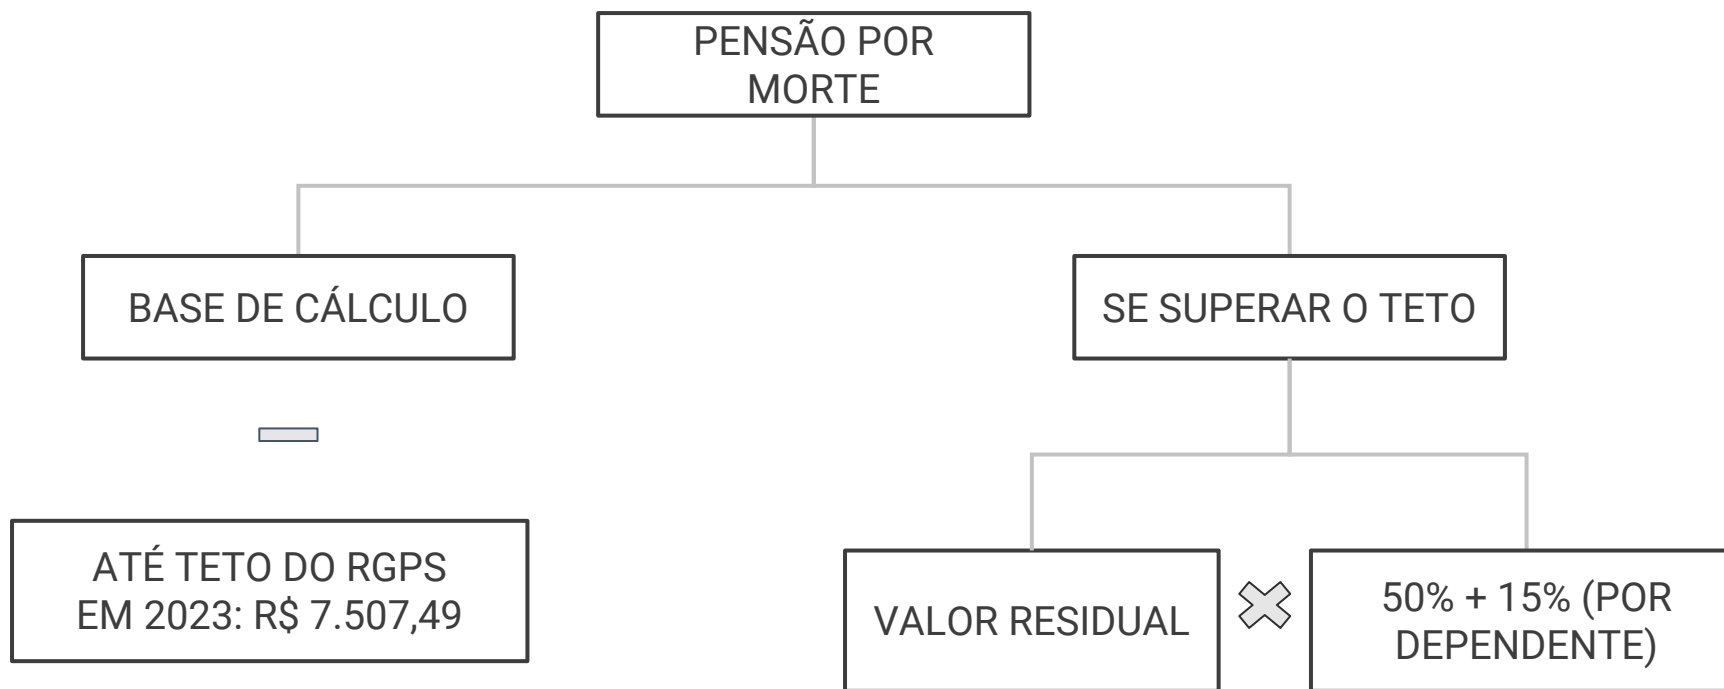 PENSÃO POR
MORTE
BASE DE CÁLCULO
SE SUPERAR O TETO
ATÉ TETO DO RGPS
EM 2023: R$ 7.507,49
VALOR RESIDUAL
50% + 15% (POR
DEPENDENTE)